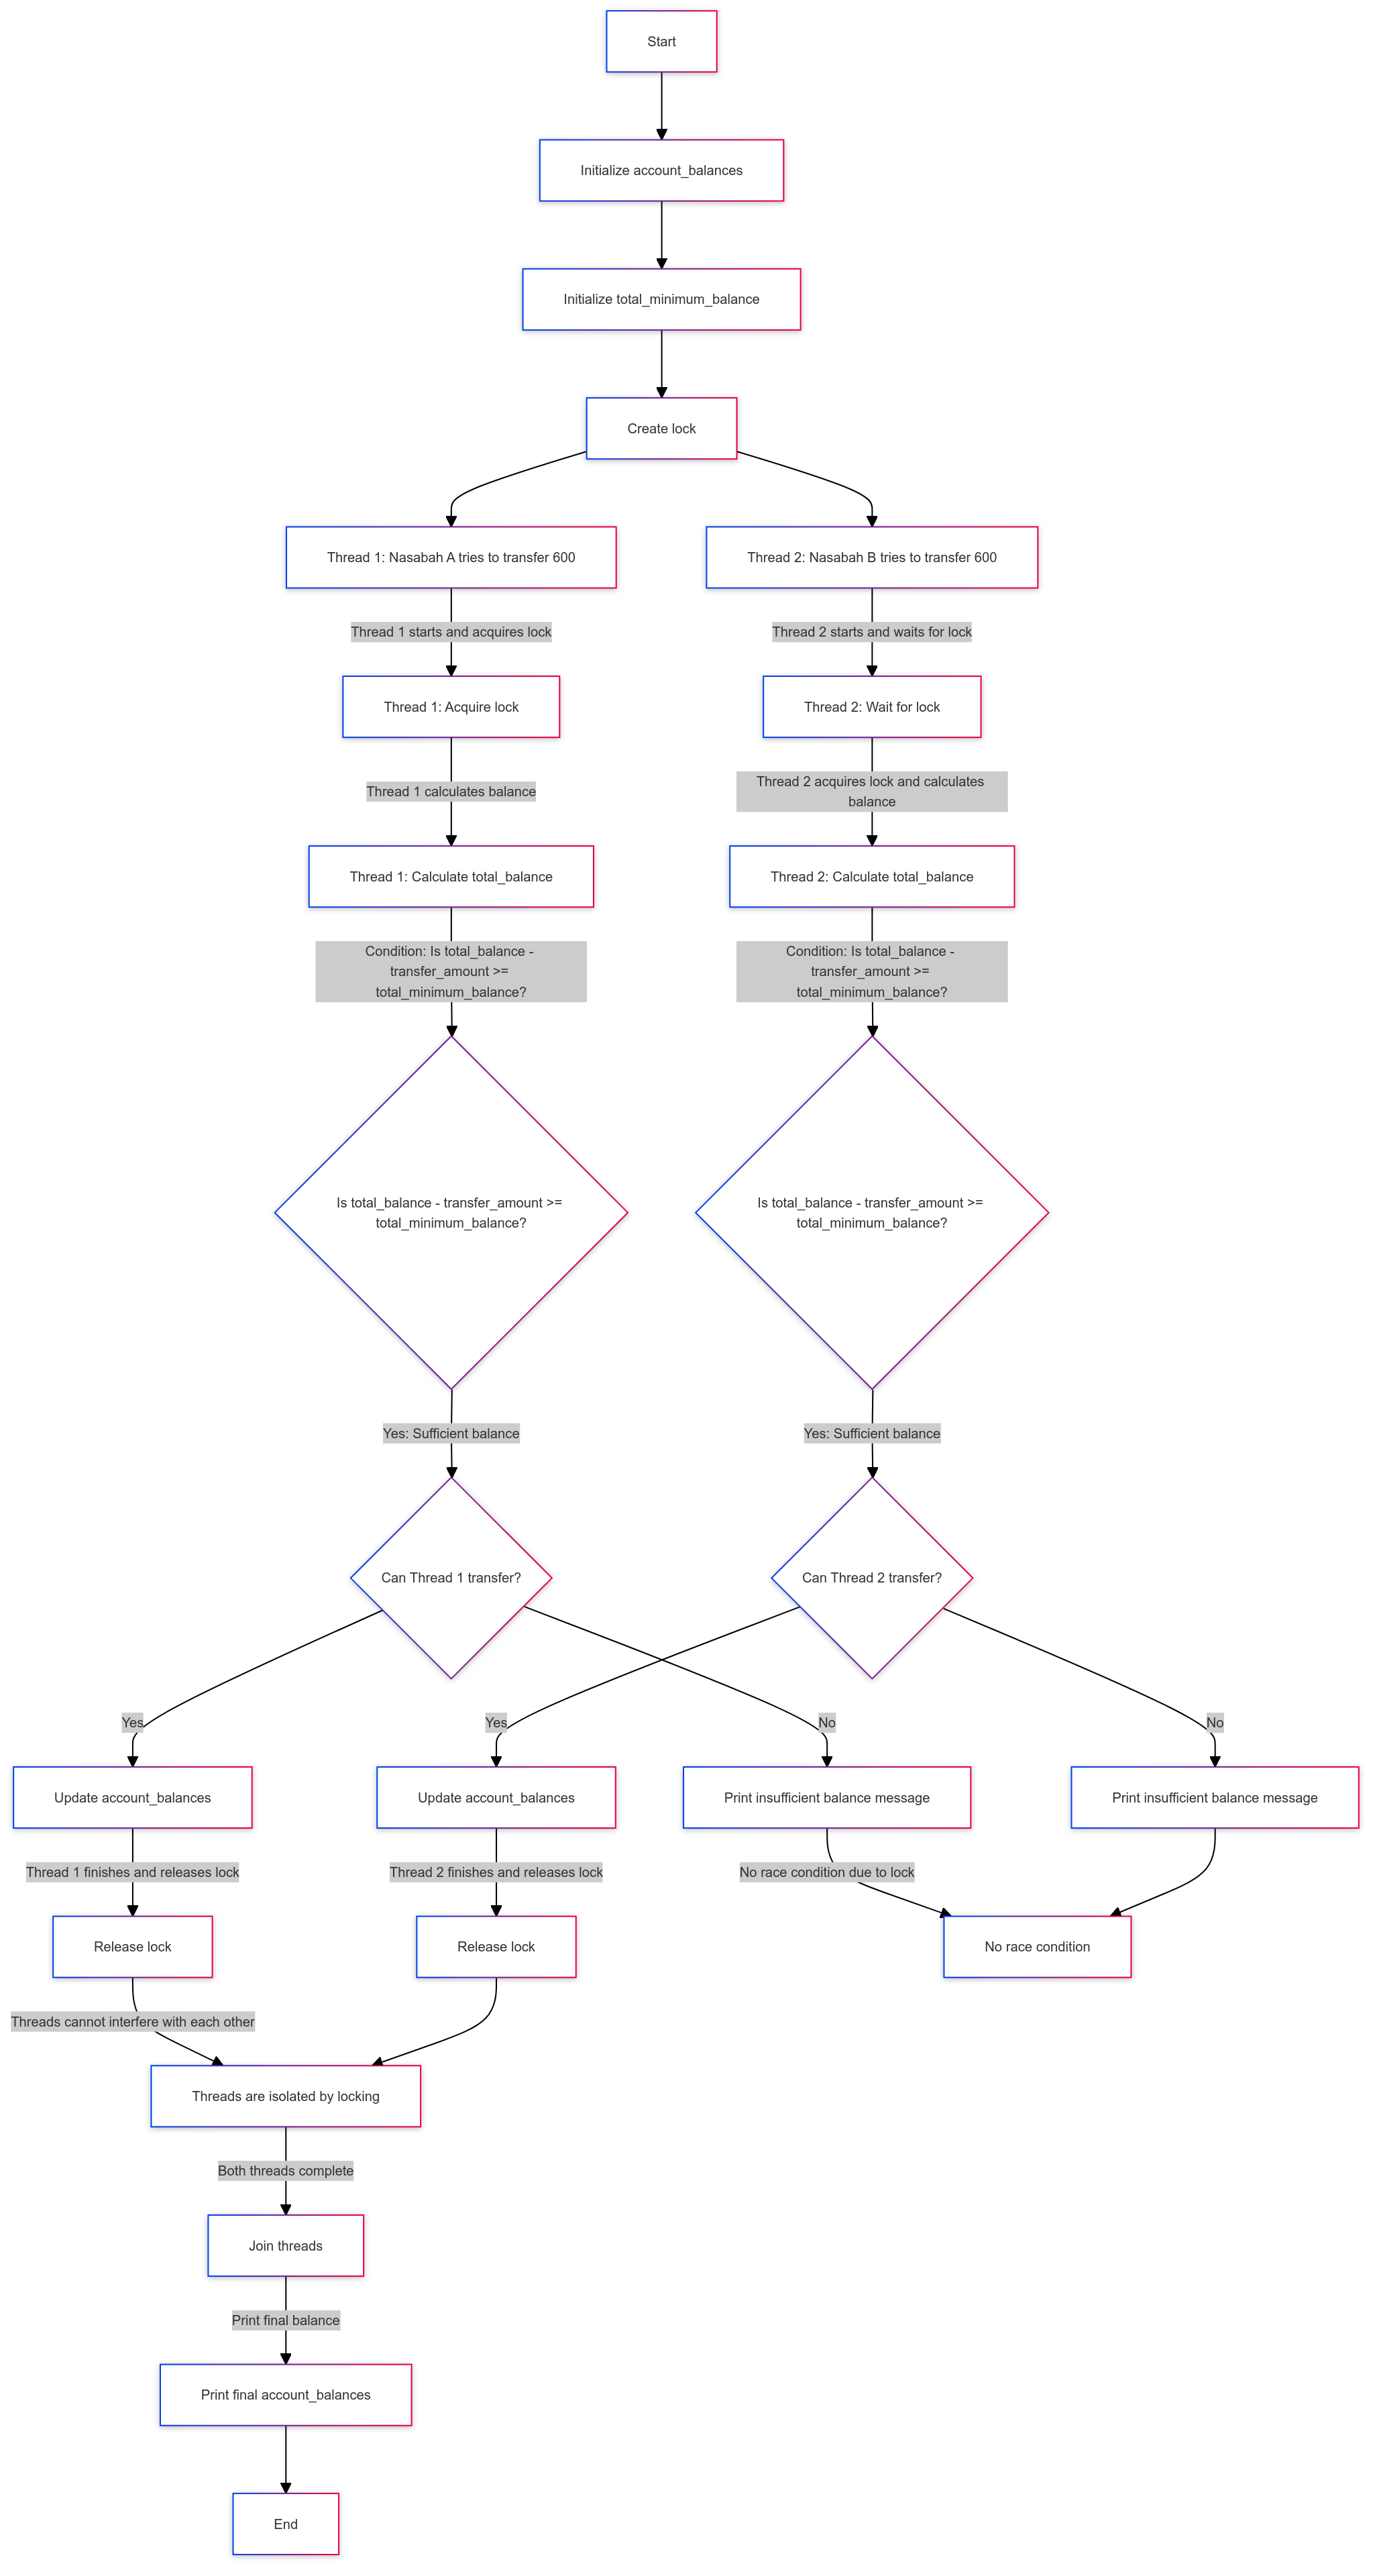 Start
Initialize account_balances
Initialize total_minimum_balance
Create lock
Thread 1: Nasabah A tries to transfer 600
Thread 2: Nasabah B tries to transfer 600
Thread 1 starts and acquires lock
Thread 2 starts and waits for lock
Thread 1: Acquire lock
Thread 2: Wait for lock
Thread 1 calculates balance
Thread 2 acquires lock and calculates
balance
Thread 1: Calculate total_balance
Thread 2: Calculate total_balance
Condition: Is total_balance -
transfer_amount >=
total_minimum_balance?
Condition: Is total_balance -
transfer_amount >=
total_minimum_balance?
Is total_balance - transfer_amount >=
total_minimum_balance?
Is total_balance - transfer_amount >=
total_minimum_balance?
Yes: Sufficient balance
Yes: Sufficient balance
Can Thread 1 transfer?
Can Thread 2 transfer?
Yes
Yes
No
No
Update account_balances
Update account_balances
Print insufficient balance message
Print insufficient balance message
Thread 1 finishes and releases lock
Thread 2 finishes and releases lock
No race condition due to lock
Release lock
Release lock
No race condition
Threads cannot interfere with each other
Threads are isolated by locking
Both threads complete
Join threads
Print final balance
Print final account_balances
End